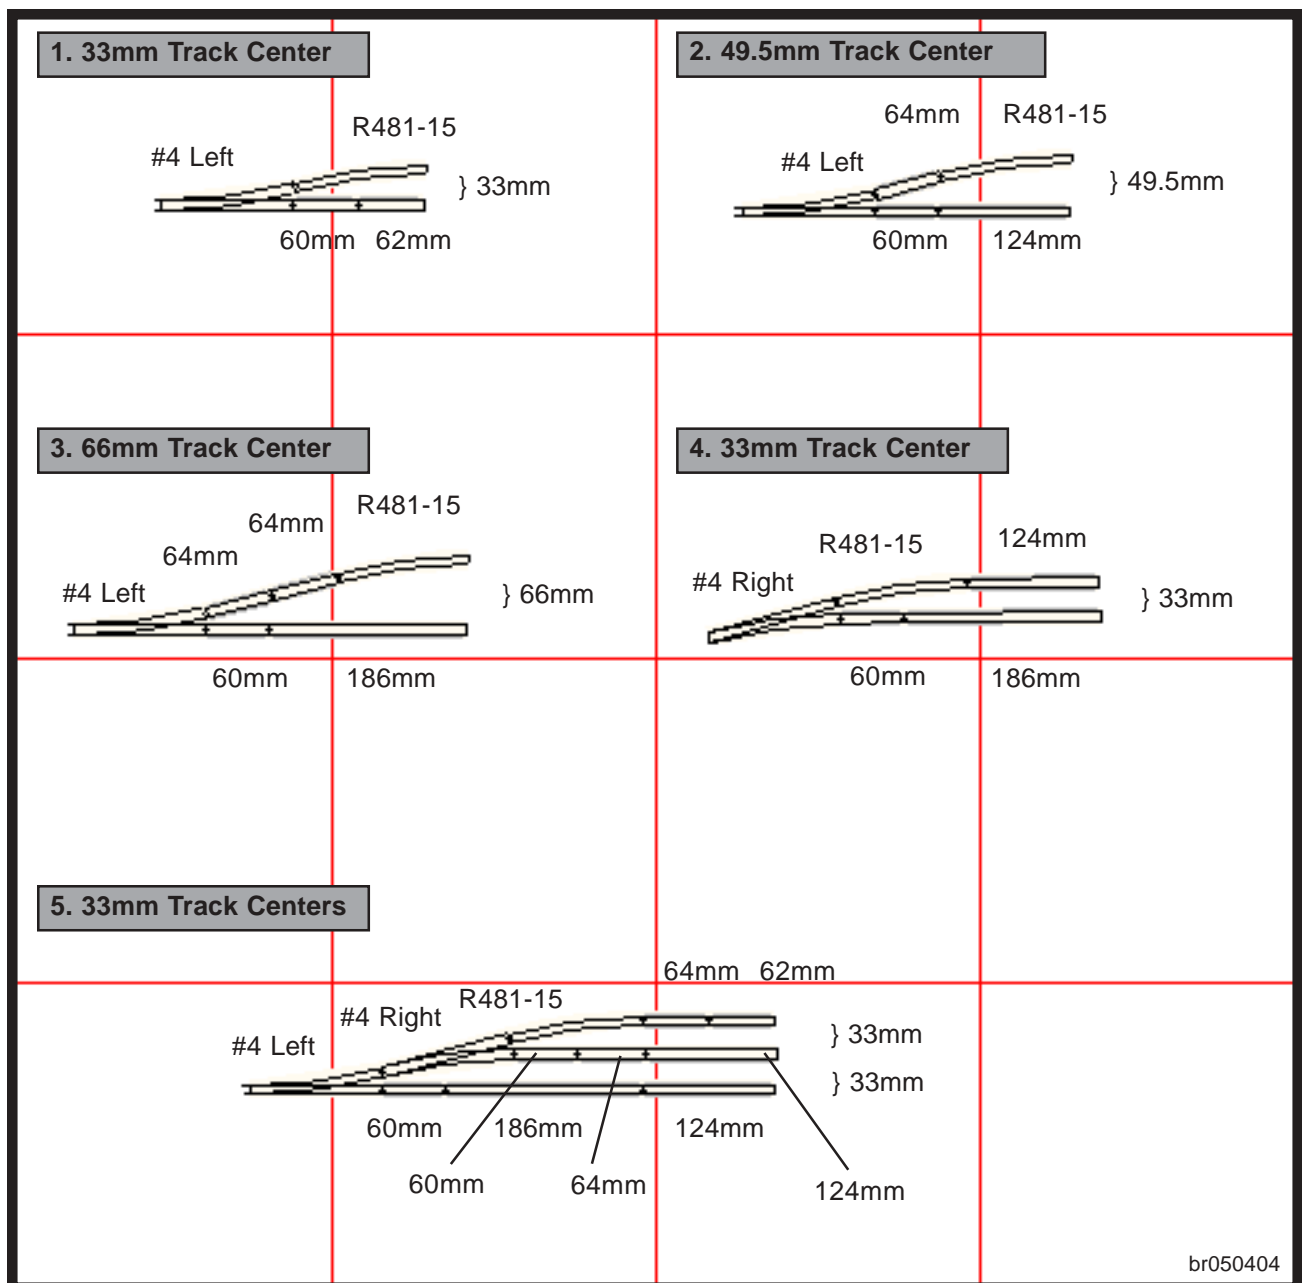 1. 33mm Track Center
R481-15
#4 Left
} 33mm
60mm 62mm
2. 49.5mm Track Center
64mm R481-15
#4 Left
} 49.5mm
60mm 124mm
3. 66mm Track Center
R481-15
64mm
64mm
#4 Left
} 66mm
60mm 186mm
4. 33mm Track Center
124mm
R481-15
#4 Right
} 33mm
60mm 186mm
5. 33mm Track Centers
64mm 62mm
R481-15
#4 Right
#4 Left
} 33mm
} 33mm
60mm 186mm 124mm
60mm 64mm 124mm
br050404